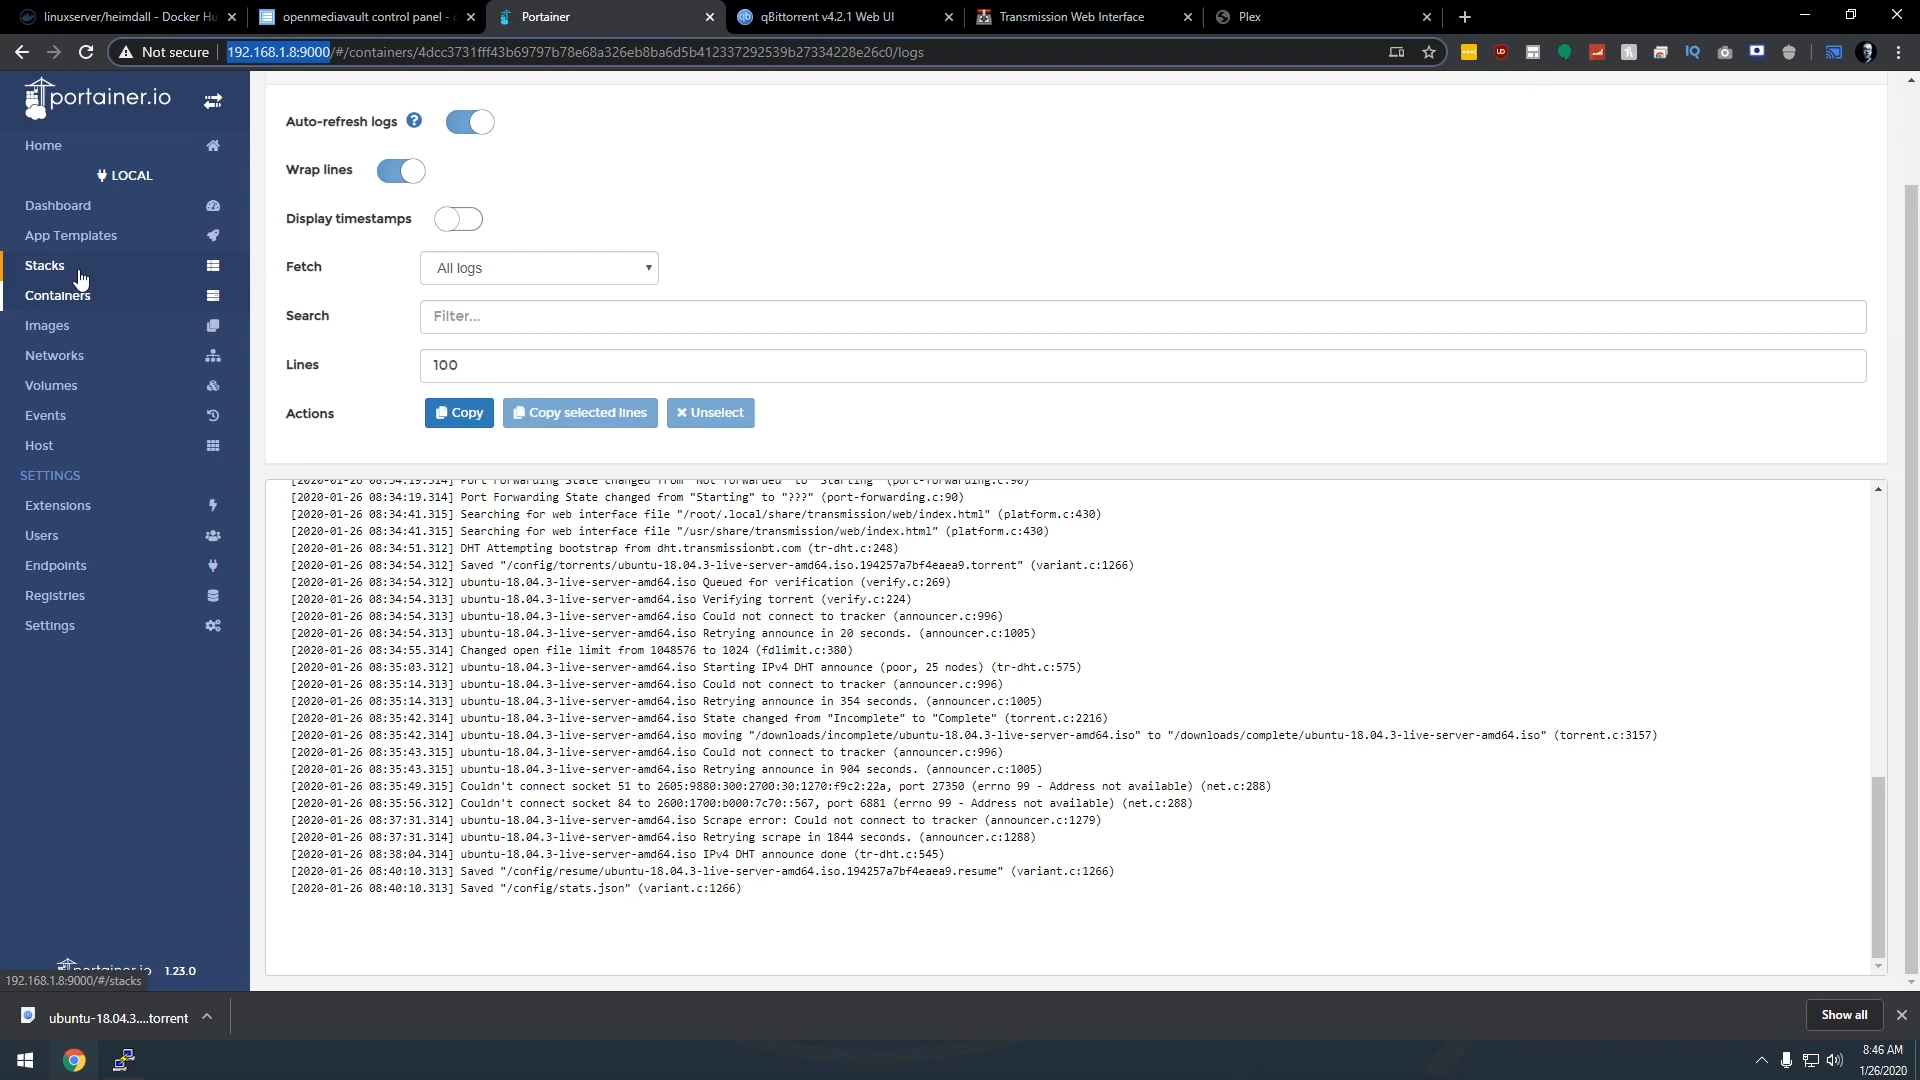 linuxserver/heimdall - Docker Hu
openmediavault control panel -
Portainer
qBittorrent v4.2.1 Web UI
Transmission Web Interface
Plex
Not secure
192.168.1.8:9000/#/containers/4dcc3731fff43b69797b78e68a326eb8ba6d5b412337292539b27334228e26c0/logs
portainer.io
Home
LOCAL
Dashboard
App Templates
Stacks
Containers
Images
Networks
Volumes
Events
Host
SETTINGS
Extensions
Users
Endpoints
Registries
Settings
portainer.io 1.23.0
192.168.1.8:9000/#/stacks
Auto-refresh logs
Wrap lines
Display timestamps
Fetch All logs
Search Filter...
Lines 100
Actions Copy Copy selected lines Unselect
[2020-01-26 08:34:19.314] Port Forwarding State changed from "Not forwarded" to "Starting" (port-forwarding.c:90)
[2020-01-26 08:34:19.314] Port Forwarding State changed from "Starting" to "???" (port-forwarding.c:90)
[2020-01-26 08:34:41.315] Searching for web interface file "/root/.local/share/transmission/web/index.html" (platform.c:430)
[2020-01-26 08:34:41.315] Searching for web interface file "/usr/share/transmission/web/index.html" (platform.c:430)
[2020-01-26 08:34:51.312] DHT Attempting bootstrap from dht.transmissionbt.com (tr-dht.c:248)
[2020-01-26 08:34:54.312] Saved "/config/torrents/ubuntu-18.04.3-live-server-amd64.iso.194257a7bf4eaea9.torrent" (variant.c:1266)
[2020-01-26 08:34:54.312] ubuntu-18.04.3-live-server-amd64.iso Queued for verification (verify.c:269)
[2020-01-26 08:34:54.313] ubuntu-18.04.3-live-server-amd64.iso Verifying torrent (verify.c:224)
[2020-01-26 08:34:54.313] ubuntu-18.04.3-live-server-amd64.iso Could not connect to tracker (announcer.c:996)
[2020-01-26 08:34:54.313] ubuntu-18.04.3-live-server-amd64.iso Retrying announce in 20 seconds. (announcer.c:1005)
[2020-01-26 08:34:55.314] Changed open file limit from 1048576 to 1024 (fdlimit.c:380)
[2020-01-26 08:35:03.312] ubuntu-18.04.3-live-server-amd64.iso Starting IPv4 DHT announce (poor, 25 nodes) (tr-dht.c:575)
[2020-01-26 08:35:14.313] ubuntu-18.04.3-live-server-amd64.iso Could not connect to tracker (announcer.c:996)
[2020-01-26 08:35:14.313] ubuntu-18.04.3-live-server-amd64.iso Retrying announce in 354 seconds. (announcer.c:1005)
[2020-01-26 08:35:42.314] ubuntu-18.04.3-live-server-amd64.iso State changed from "Incomplete" to "Complete" (torrent.c:2216)
[2020-01-26 08:35:42.314] ubuntu-18.04.3-live-server-amd64.iso moving "/downloads/incomplete/ubuntu-18.04.3-live-server-amd64.iso" to "/downloads/complete/ubuntu-18.04.3-live-server-amd64.iso" (torrent.c:3157)
[2020-01-26 08:35:43.315] ubuntu-18.04.3-live-server-amd64.iso Could not connect to tracker (announcer.c:996)
[2020-01-26 08:35:43.315] ubuntu-18.04.3-live-server-amd64.iso Retrying announce in 904 seconds. (announcer.c:1005)
[2020-01-26 08:35:49.315] Couldn't connect socket 51 to 2605:9880:300:2700:30:1270:f9c2:22a, port 27350 (errno 99 - Address not available) (net.c:288)
[2020-01-26 08:35:56.312] Couldn't connect socket 84 to 2600:1700:b000:7c70::567, port 6881 (errno 99 - Address not available) (net.c:288)
[2020-01-26 08:37:31.314] ubuntu-18.04.3-live-server-amd64.iso Scrape error: Could not connect to tracker (announcer.c:1279)
[2020-01-26 08:37:31.314] ubuntu-18.04.3-live-server-amd64.iso Retrying scrape in 1844 seconds. (announcer.c:1288)
[2020-01-26 08:38:04.314] ubuntu-18.04.3-live-server-amd64.iso IPv4 DHT announce done (tr-dht.c:545)
[2020-01-26 08:40:10.313] Saved "/config/resume/ubuntu-18.04.3-live-server-amd64.iso.194257a7bf4eaea9.resume" (variant.c:1266)
[2020-01-26 08:40:10.313] Saved "/config/stats.json" (variant.c:1266)
ubuntu-18.04.3....torrent
Show all
8:46 AM
1/26/2020